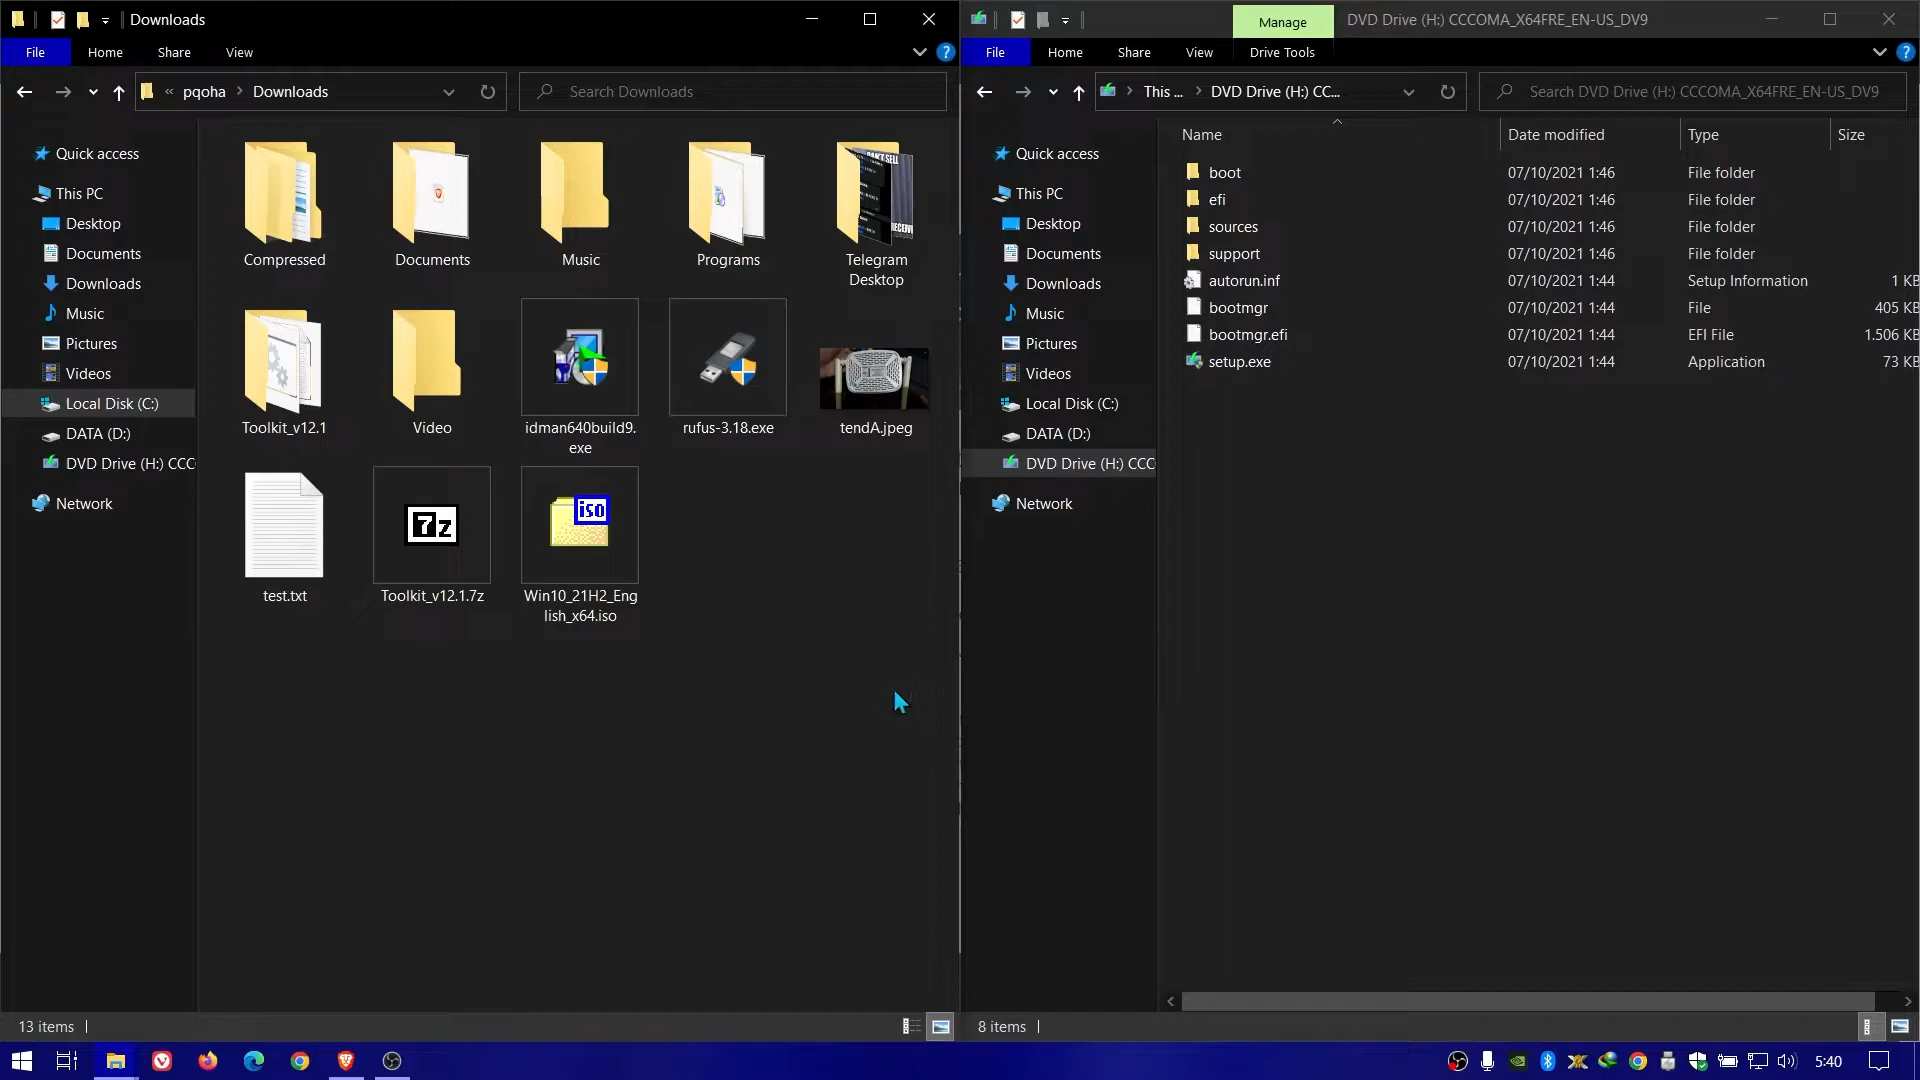 Downloads
File Home Share View
pqoha Downloads
Search Downloads
Quick access
This PC
Desktop
Documents
Downloads
Music
Pictures
Videos
Local Disk (C:)
DATA (D:)
DVD Drive (H:) CCC
Network
Compressed
Documents
Music
Programs
Telegram
Desktop
Toolkit_v12.1
Video
idman640build9.
exe
rufus-3.18.exe
tendA.jpeg
test.txt
7z
Toolkit_v12.1.7z
iso
Win10_21H2_Eng
lish_x64.iso
13 items
Manage
DVD Drive (H:) CCCOMA_X64FRE_EN-US_DV9
File Home Share View Drive Tools
This ... DVD Drive (H:) CC...
Search DVD Drive (H:) CCCOMA_X64FRE_EN-US_DV9
Quick access
This PC
Desktop
Documents
Downloads
Music
Pictures
Videos
Local Disk (C:)
DATA (D:)
DVD Drive (H:) CCC
Network
Name Date modified Type Size
boot 07/10/2021 1:46 File folder
efi 07/10/2021 1:46 File folder
sources 07/10/2021 1:46 File folder
support 07/10/2021 1:46 File folder
autorun.inf 07/10/2021 1:44 Setup Information 1 KB
bootmgr 07/10/2021 1:44 File 405 KB
bootmgr.efi 07/10/2021 1:44 EFI File 1.506 KB
setup.exe 07/10/2021 1:44 Application 73 KB
8 items
5:40